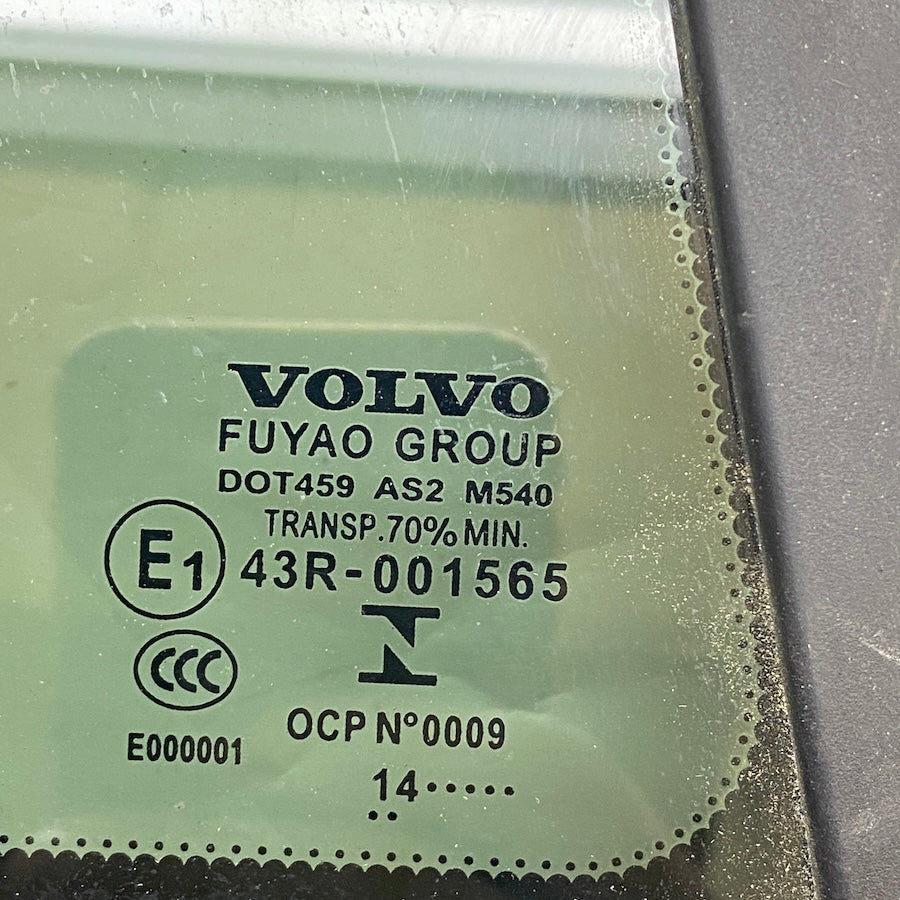 VOLVO
FUYAO GROUP
DOT459 AS2 M540
TRANSP.70% MIN.
E1 43R-001565
CCC
E000001
OCP N°0009
14·····
··